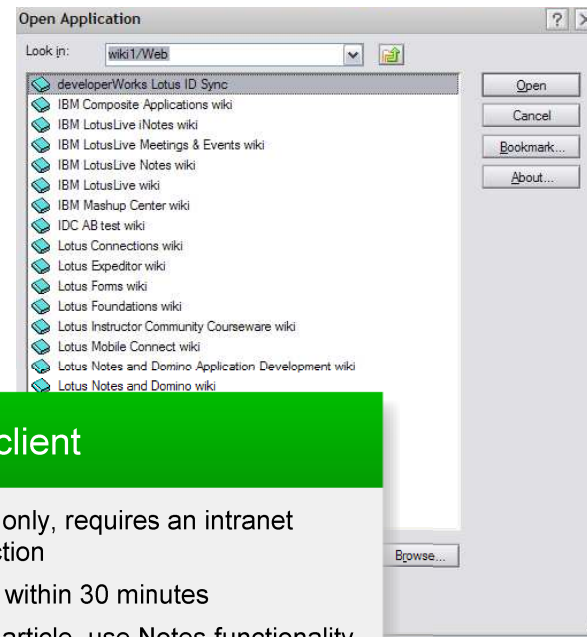 Open Application
Look in: wiki1/Web
developerWorks Lotus ID Sync
IBM Composite Applications wiki
IBM LotusLive iNotes wiki
IBM LotusLive Meetings & Events wiki
IBM LotusLive Notes wiki
IBM LotusLive wiki
IBM Mashup Center wiki
IDC AB test wiki
Lotus Connections wiki
Lotus Expeditor wiki
Lotus Forms wiki
Lotus Foundations wiki
Lotus Instructor Community Courseware wiki
Lotus Mobile Connect wiki
Lotus Notes and Domino Application Development wiki
Lotus Notes and Domino wiki
Open
Cancel
Bookmark...
About...
Browse...
client
only, requires an intranet
ction
within 30 minutes
article, use Notes functionality